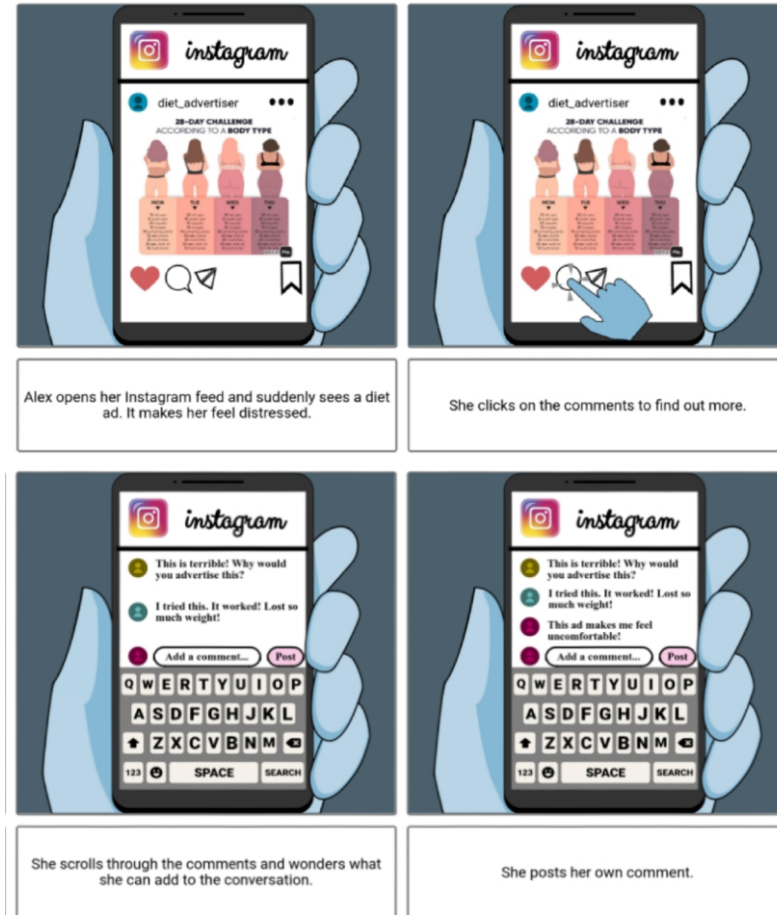 instagram
diet_advertiser
28-DAY CHALLENGE
ACCORDING TO A BODY TYPE
MON TUE WED THU
Alex opens her Instagram feed and suddenly sees a diet
ad. It makes her feel distressed.
instagram
diet_advertiser
28-DAY CHALLENGE
ACCORDING TO A BODY TYPE
MON TUE WED THU
She clicks on the comments to find out more.
instagram
This is terrible! Why would
you advertise this?
I tried this. It worked! Lost so
much weight!
Add a comment... Post
Q W E R T Y U I O P
A S D F G H J K L
Z X C V B N M
123 SPACE SEARCH
She scrolls through the comments and wonders what
she can add to the conversation.
instagram
This is terrible! Why would
you advertise this?
I tried this. It worked! Lost so
much weight!
This ad makes me feel
uncomfortable!
Add a comment... Post
Q W E R T Y U I O P
A S D F G H J K L
Z X C V B N M
123 SPACE SEARCH
She posts her own comment.